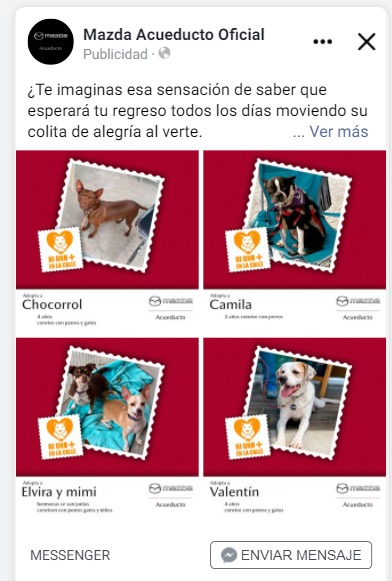 mazda
Acueducto
Mazda Acueducto Oficial
Publicidad ·
¿Te imaginas esa sensación de saber que
esperará tu regreso todos los días moviendo su
colita de alegría al verte.
... Ver más
NI UNO +
EN LA CALLE
Adopta a
Chocorrol
4 años
convive con perros y gatos
mazda
Acueducto
NI UNO +
EN LA CALLE
Adopta a
Camila
3 años convive con perros
mazda
Acueducto
NI UNO +
EN LA CALLE
Adopta a
Elvira y mimi
hermanas se van juntas
conviven con perros gatos y niños
mazda
Acueducto
NI UNO +
EN LA CALLE
Adopta a
Valentín
4 años
convive con perros y gatos
mazda
Acueducto
MESSENGER
ENVIAR MENSAJE